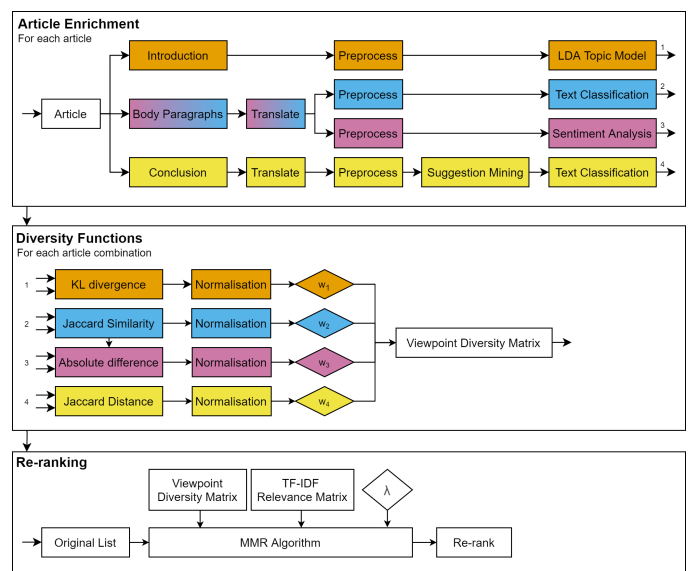 Article Enrichment
For each article
Introduction
Preprocess
LDA Topic Model
1
Article
Body Paragraphs
Translate
Preprocess
Text Classification
2
Preprocess
Sentiment Analysis
3
Conclusion
Translate
Preprocess
Suggestion Mining
Text Classification
4
Diversity Functions
For each article combination
1
KL divergence
Normalisation
w1
2
Jaccard Similarity
Normalisation
w2
Viewpoint Diversity Matrix
3
Absolute difference
Normalisation
w3
4
Jaccard Distance
Normalisation
w4
Re-ranking
Viewpoint
Diversity Matrix
TF-IDF
Relevance Matrix
λ
Original List
MMR Algorithm
Re-rank